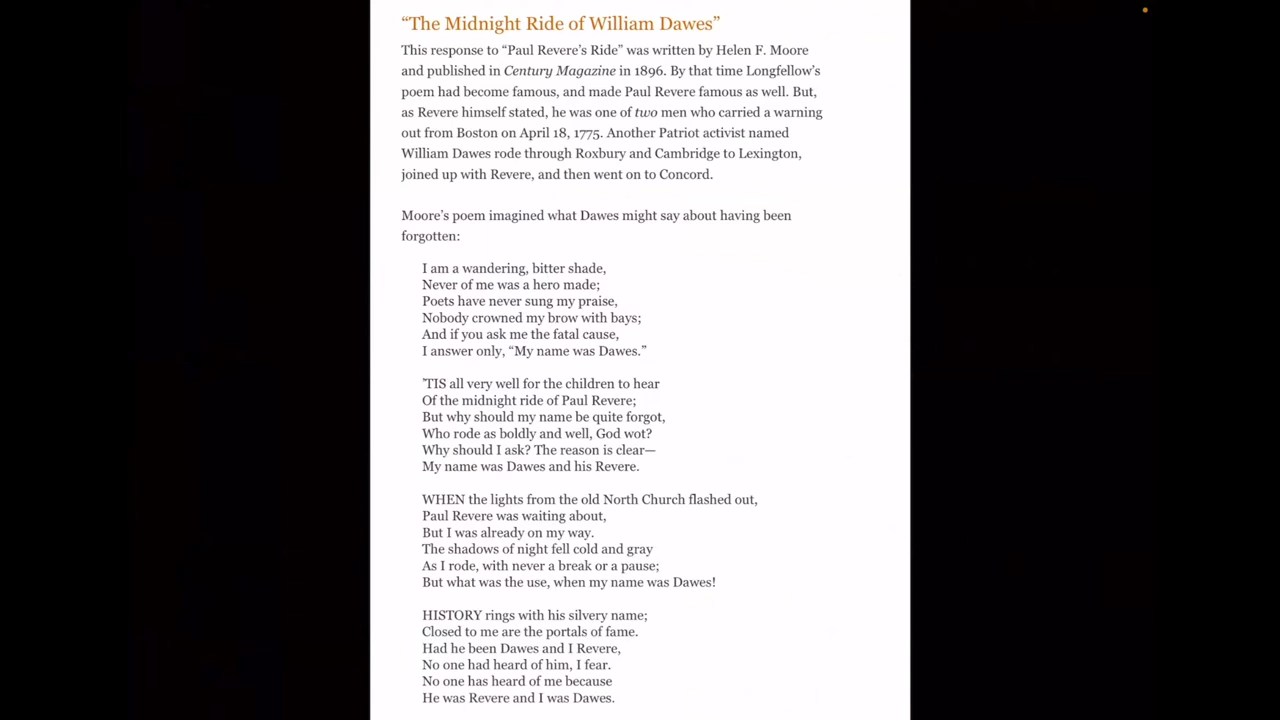 “The Midnight Ride of William Dawes”
This response to “Paul Revere’s Ride” was written by Helen F. Moore
and published in Century Magazine in 1896. By that time Longfellow’s
poem had become famous, and made Paul Revere famous as well. But,
as Revere himself stated, he was one of two men who carried a warning
out from Boston on April 18, 1775. Another Patriot activist named
William Dawes rode through Roxbury and Cambridge to Lexington,
joined up with Revere, and then went on to Concord.
Moore’s poem imagined what Dawes might say about having been
forgotten:
I am a wandering, bitter shade,
Never of me was a hero made;
Poets have never sung my praise,
Nobody crowned my brow with bays;
And if you ask me the fatal cause,
I answer only, “My name was Dawes.”
’TIS all very well for the children to hear
Of the midnight ride of Paul Revere;
But why should my name be quite forgot,
Who rode as boldly and well, God wot?
Why should I ask? The reason is clear—
My name was Dawes and his Revere.
WHEN the lights from the old North Church flashed out,
Paul Revere was waiting about,
But I was already on my way.
The shadows of night fell cold and gray
As I rode, with never a break or a pause;
But what was the use, when my name was Dawes!
HISTORY rings with his silvery name;
Closed to me are the portals of fame.
Had he been Dawes and I Revere,
No one had heard of him, I fear.
No one has heard of me because
He was Revere and I was Dawes.